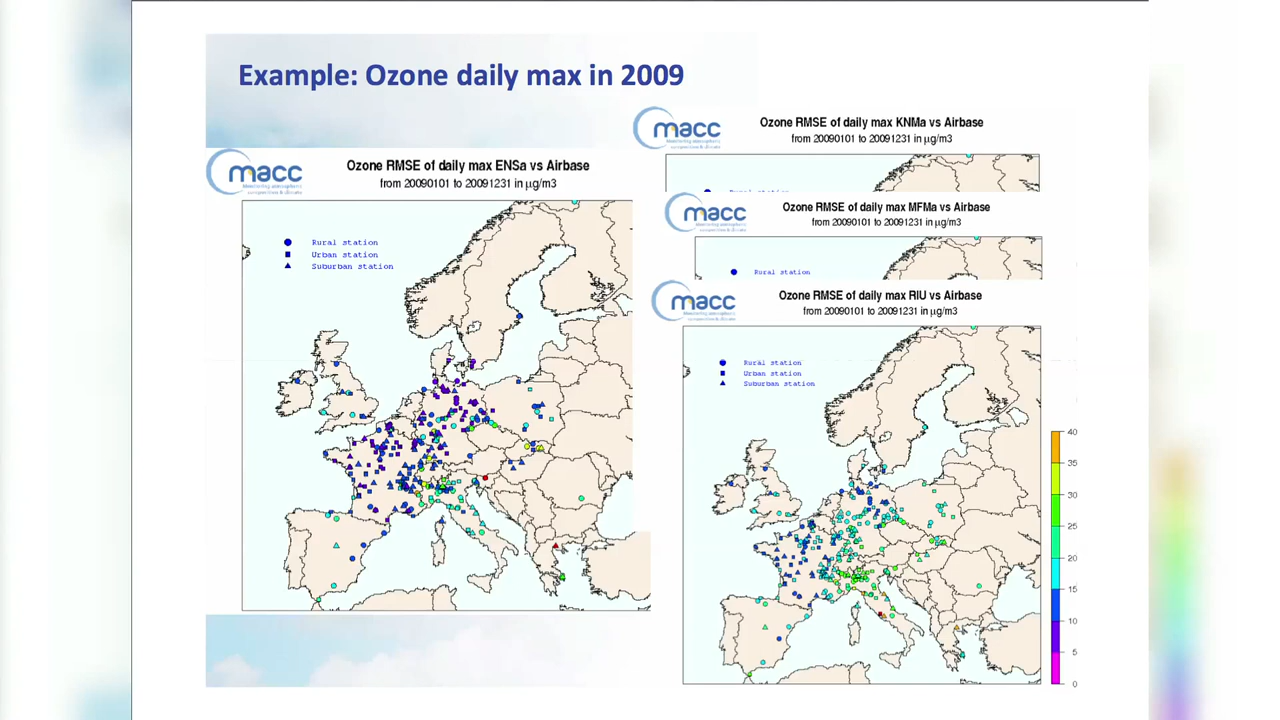 Example: Ozone daily max in 2009
macc
Ozone RMSE of daily max KNMa vs Airbase
from 20090101 to 20091231 in µg/m3
macc
Ozone RMSE of daily max ENSa vs Airbase
from 20090101 to 20091231 in µg/m3
Rural station
Urban station
Suburban station
macc
Ozone RMSE of daily max MFMa vs Airbase
from 20090101 to 20091231 in µg/m3
Rural station
macc
Ozone RMSE of daily max RIU vs Airbase
from 20090101 to 20091231 in µg/m3
Rural station
Urban station
Suburban station
40
35
30
25
20
15
10
5
0